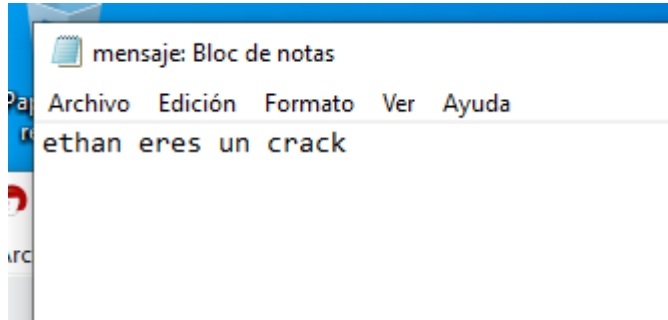 mensaje: Bloc de notas
Archivo Edición Formato Ver Ayuda
ethan eres un crack